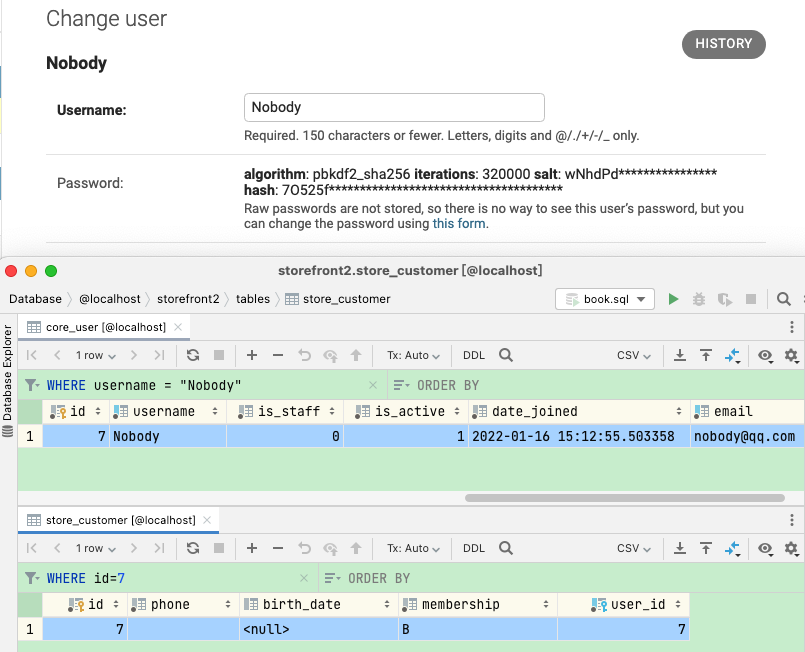 Change user
HISTORY
Nobody
Username:
Nobody
Required. 150 characters or fewer. Letters, digits and @/./+/-/_ only.
Password:
algorithm: pbkdf2_sha256 iterations: 320000 salt: wNhdPd****************
hash: 7O525f**************************************
Raw passwords are not stored, so there is no way to see this user's password, but you
can change the password using this form.
storefront2.store_customer [@localhost]
Database
@localhost
storefront2
tables
store_customer
book.sql
Database Explorer
core_user [@localhost]
1 row
Tx: Auto
DDL
CSV
WHERE username = "Nobody"
ORDER BY
id username is_staff is_active date_joined email
1 7 Nobody 0 1 2022-01-16 15:12:55.503358 nobody@qq.com
store_customer [@localhost]
1 row
Tx: Auto
DDL
CSV
WHERE id=7
ORDER BY
id phone birth_date membership user_id
1 7 <null> B 7